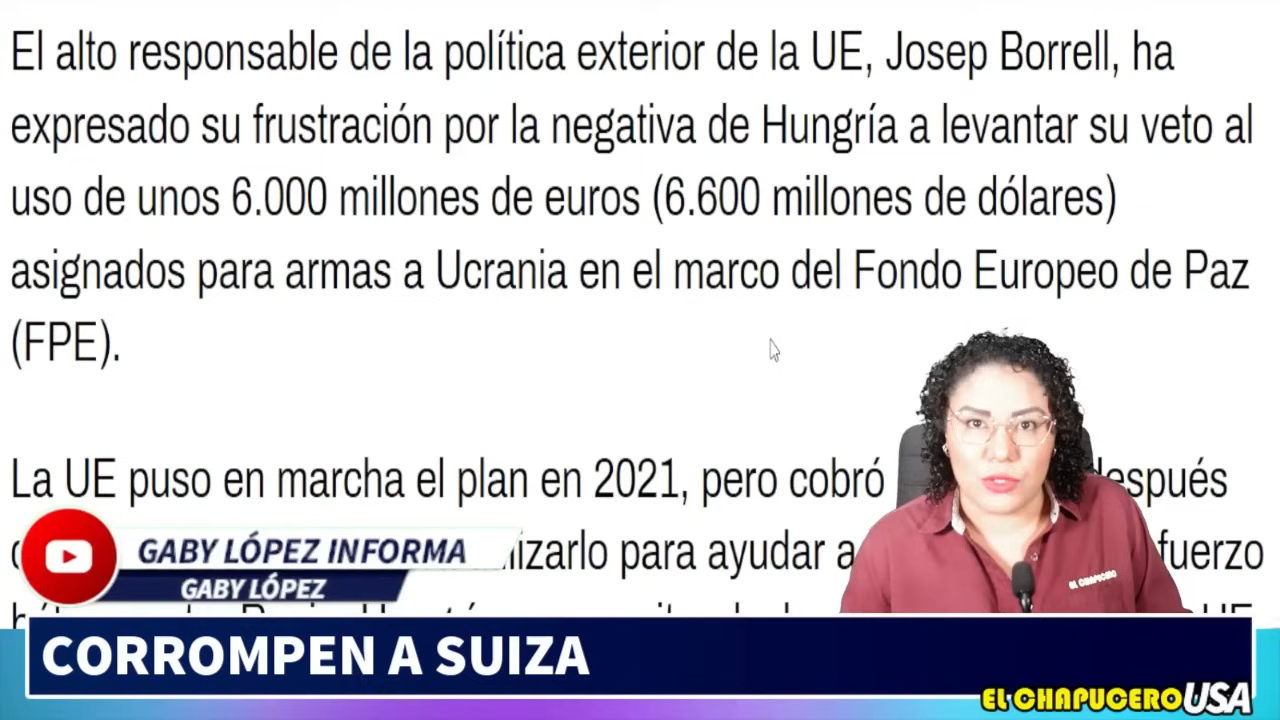 El alto responsable de la política exterior de la UE, Josep Borrell, ha
expresado su frustración por la negativa de Hungría a levantar su veto al
uso de unos 6.000 millones de euros (6.600 millones de dólares)
asignados para armas a Ucrania en el marco del Fondo Europeo de Paz
(FPE).
La UE puso en marcha el plan en 2021, pero cobró después
para ayudar a
GABY LÓPEZ INFORMA
GABY LÓPEZ
EL CHAPUCERO
CORROMPEN A SUIZA
EL CHAPUCERO USA